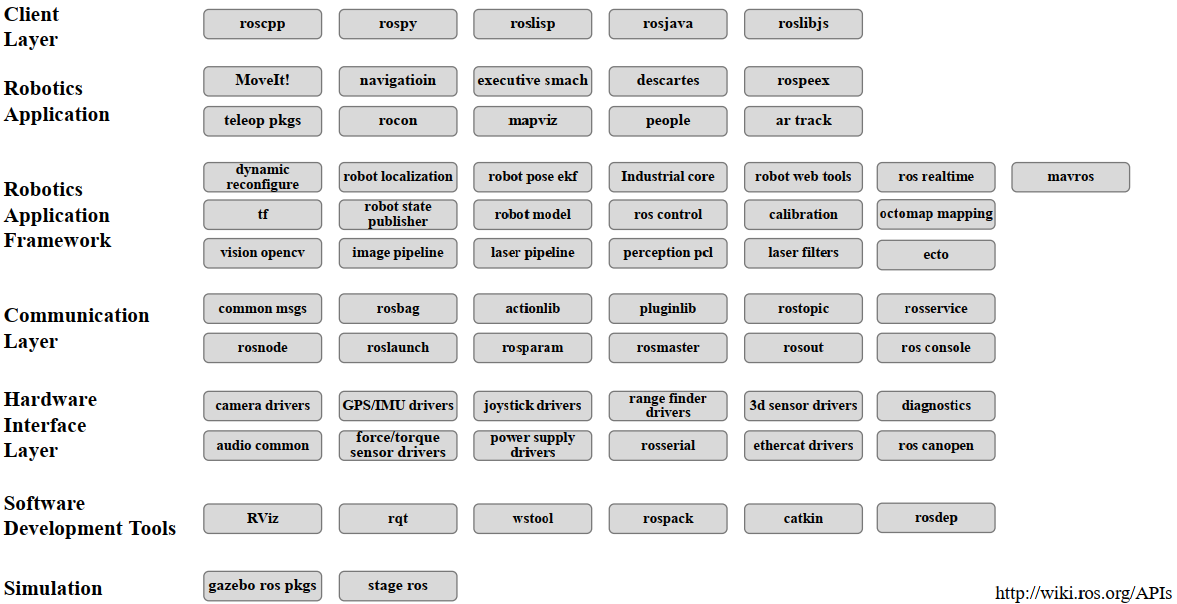 Client
Layer
roscpp rospy roslisp rosjava roslibjs
Robotics
Application
MoveIt! navigatioin executive smach descartes rospeex
teleop pkgs rocon mapviz people ar track
Robotics
Application
Framework
dynamic
reconfigure
robot localization robot pose ekf Industrial core robot web tools ros realtime mavros
tf
robot state
publisher
robot model ros control calibration octomap mapping
vision opencv image pipeline laser pipeline perception pcl laser filters ecto
Communication
Layer
common msgs rosbag actionlib pluginlib rostopic rosservice
rosnode roslaunch rosparam rosmaster rosout ros console
Hardware
Interface
Layer
camera drivers GPS/IMU drivers joystick drivers
range finder
drivers
3d sensor drivers diagnostics
audio common
force/torque
sensor drivers
power supply
drivers
rosserial ethercat drivers ros canopen
Software
Development Tools
RViz rqt wstool rospack catkin rosdep
Simulation
gazebo ros pkgs stage ros
http://wiki.ros.org/APIs